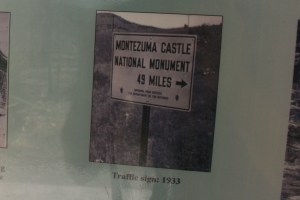 MONTEZUMA CASTLE
NATIONAL MONUMENT
49 MILES
Traffic sign: 1933